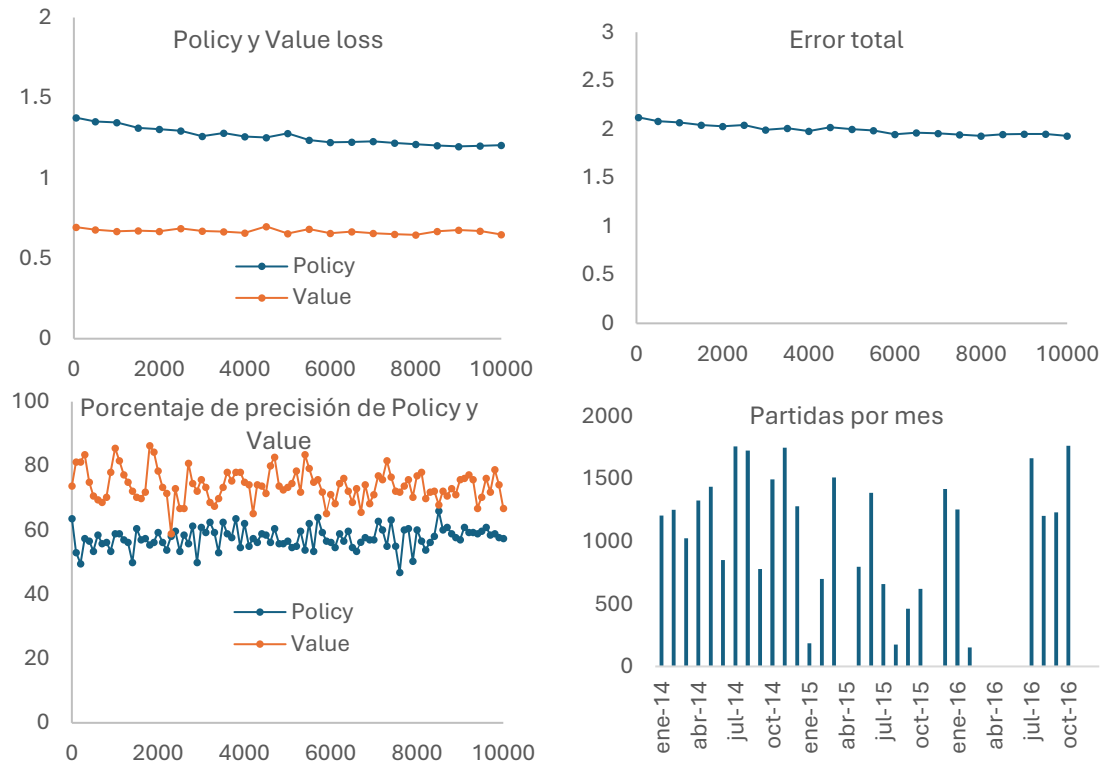 Policy y Value loss
2
1.5
1
0.5
0
Policy
Value
0 2000 4000 6000 8000 10000
Error total
3
2.5
2
1.5
1
0.5
0
0 2000 4000 6000 8000 10000
Porcentaje de precisión de Policy y
Value
100
80
60
40
20
0
Policy
Value
0 2000 4000 6000 8000 10000
Partidas por mes
2000
1500
1000
500
0
ene-14
abr-14
jul-14
oct-14
ene-15
abr-15
jul-15
oct-15
ene-16
abr-16
jul-16
oct-16